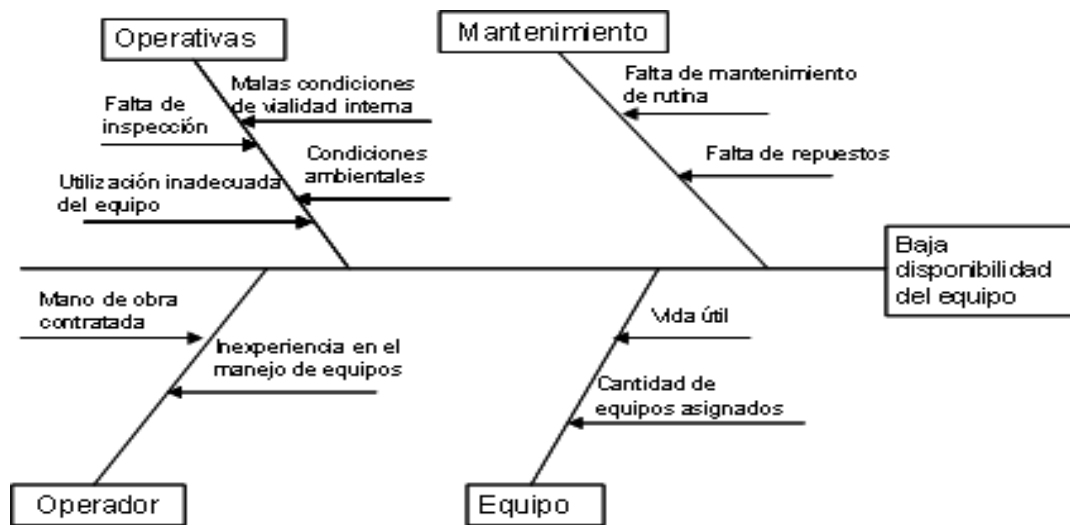 Operativas
Mantenimiento
Malas condiciones
de vialidad interna
Falta de
inspección
Condiciones
ambientales
Utilización inadecuada
del equipo
Falta de mantenimiento
de rutina
Falta de repuestos
Baja
disponibilidad
del equipo
Mano de obra
contratada
Inexperiencia en el
manejo de equipos
Vida útil
Cantidad de
equipos asignados
Operador
Equipo